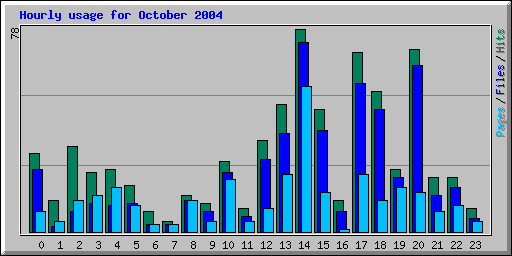 Hourly usage for October 2004
78
Pages / Files / Hits
0 1 2 3 4 5 6 7 8 9 10 11 12 13 14 15 16 17 18 19 20 21 22 23